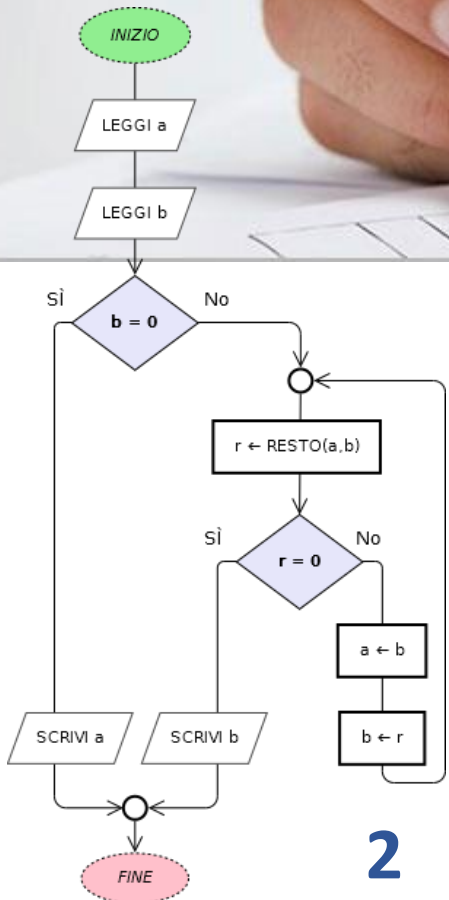 INIZIO
LEGGI a
LEGGI b
SÌ
No
b = 0
r ← RESTO(a,b)
SÌ
No
r = 0
a ← b
SCRIVI a
SCRIVI b
b ← r
2
FINE